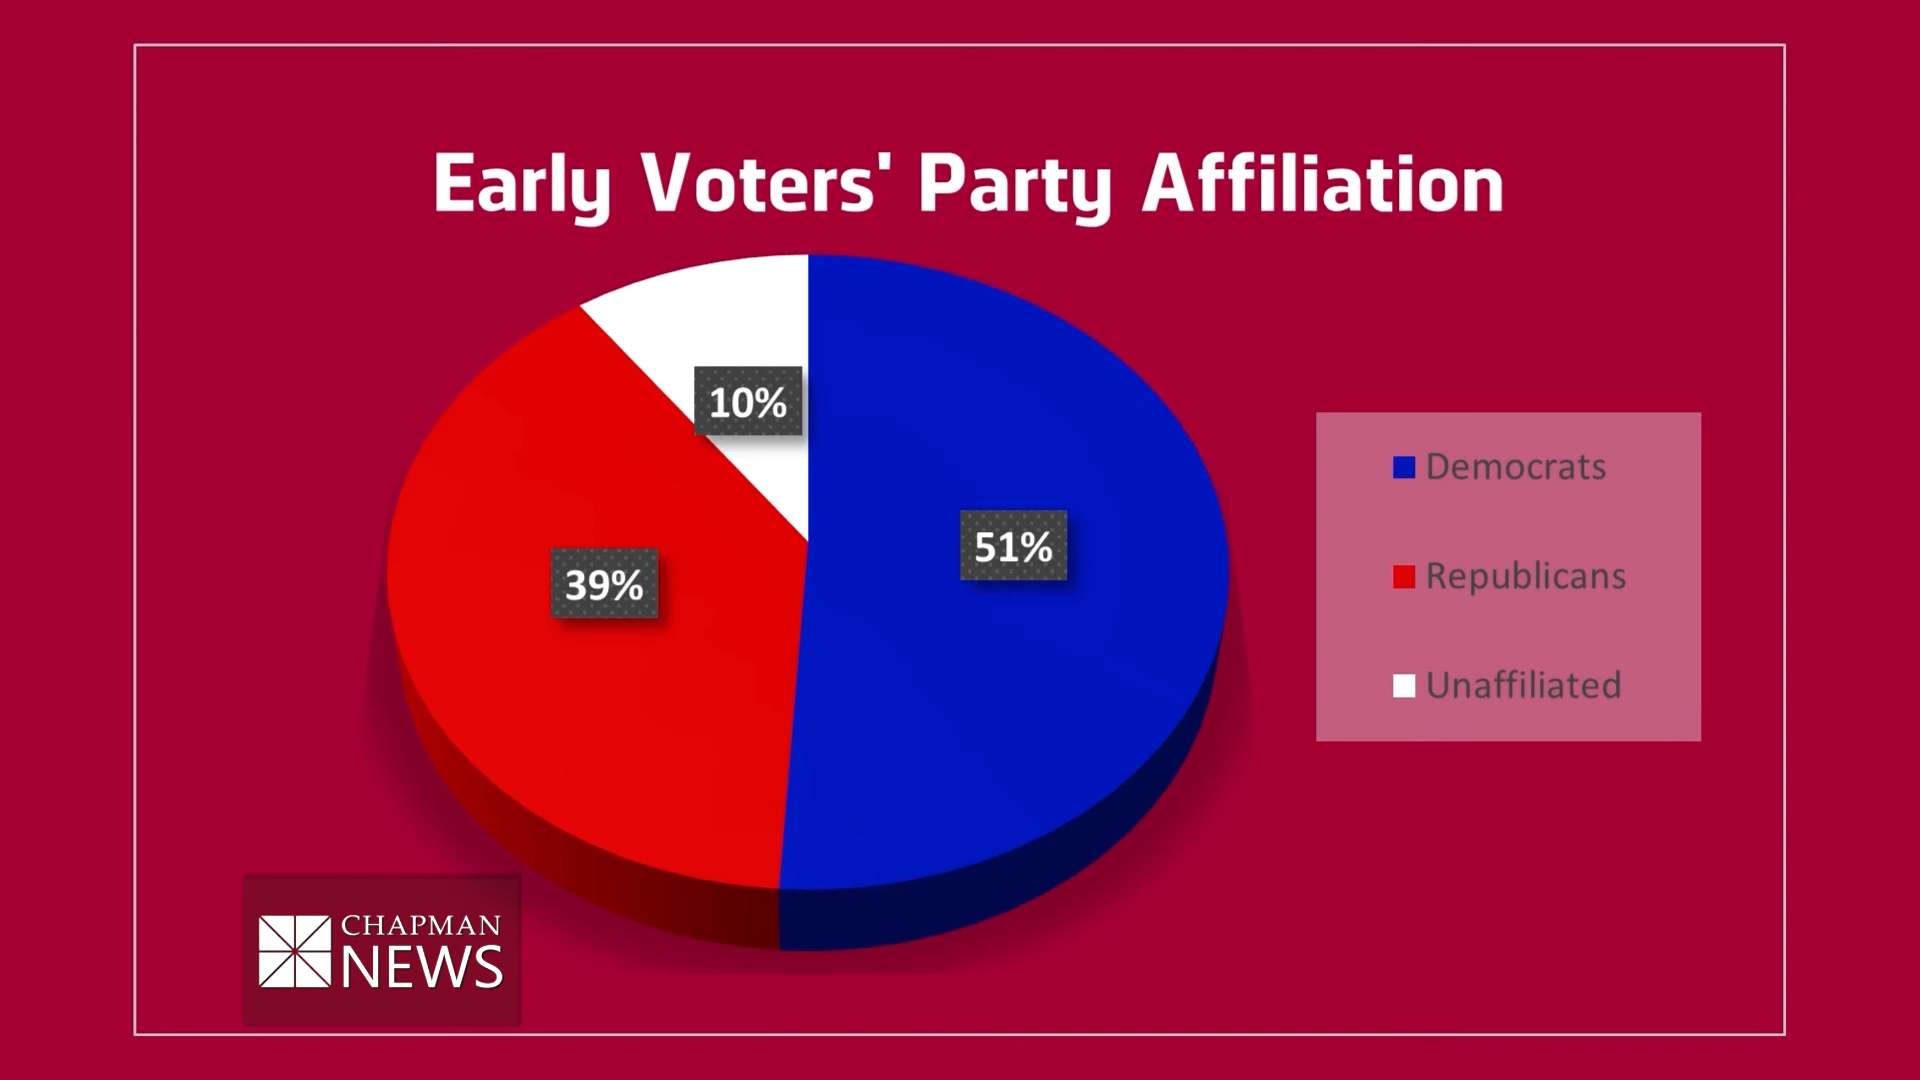 Early Voters' Party Affiliation
10%
51%
39%
Democrats
Republicans
Unaffiliated
CHAPMAN
NEWS